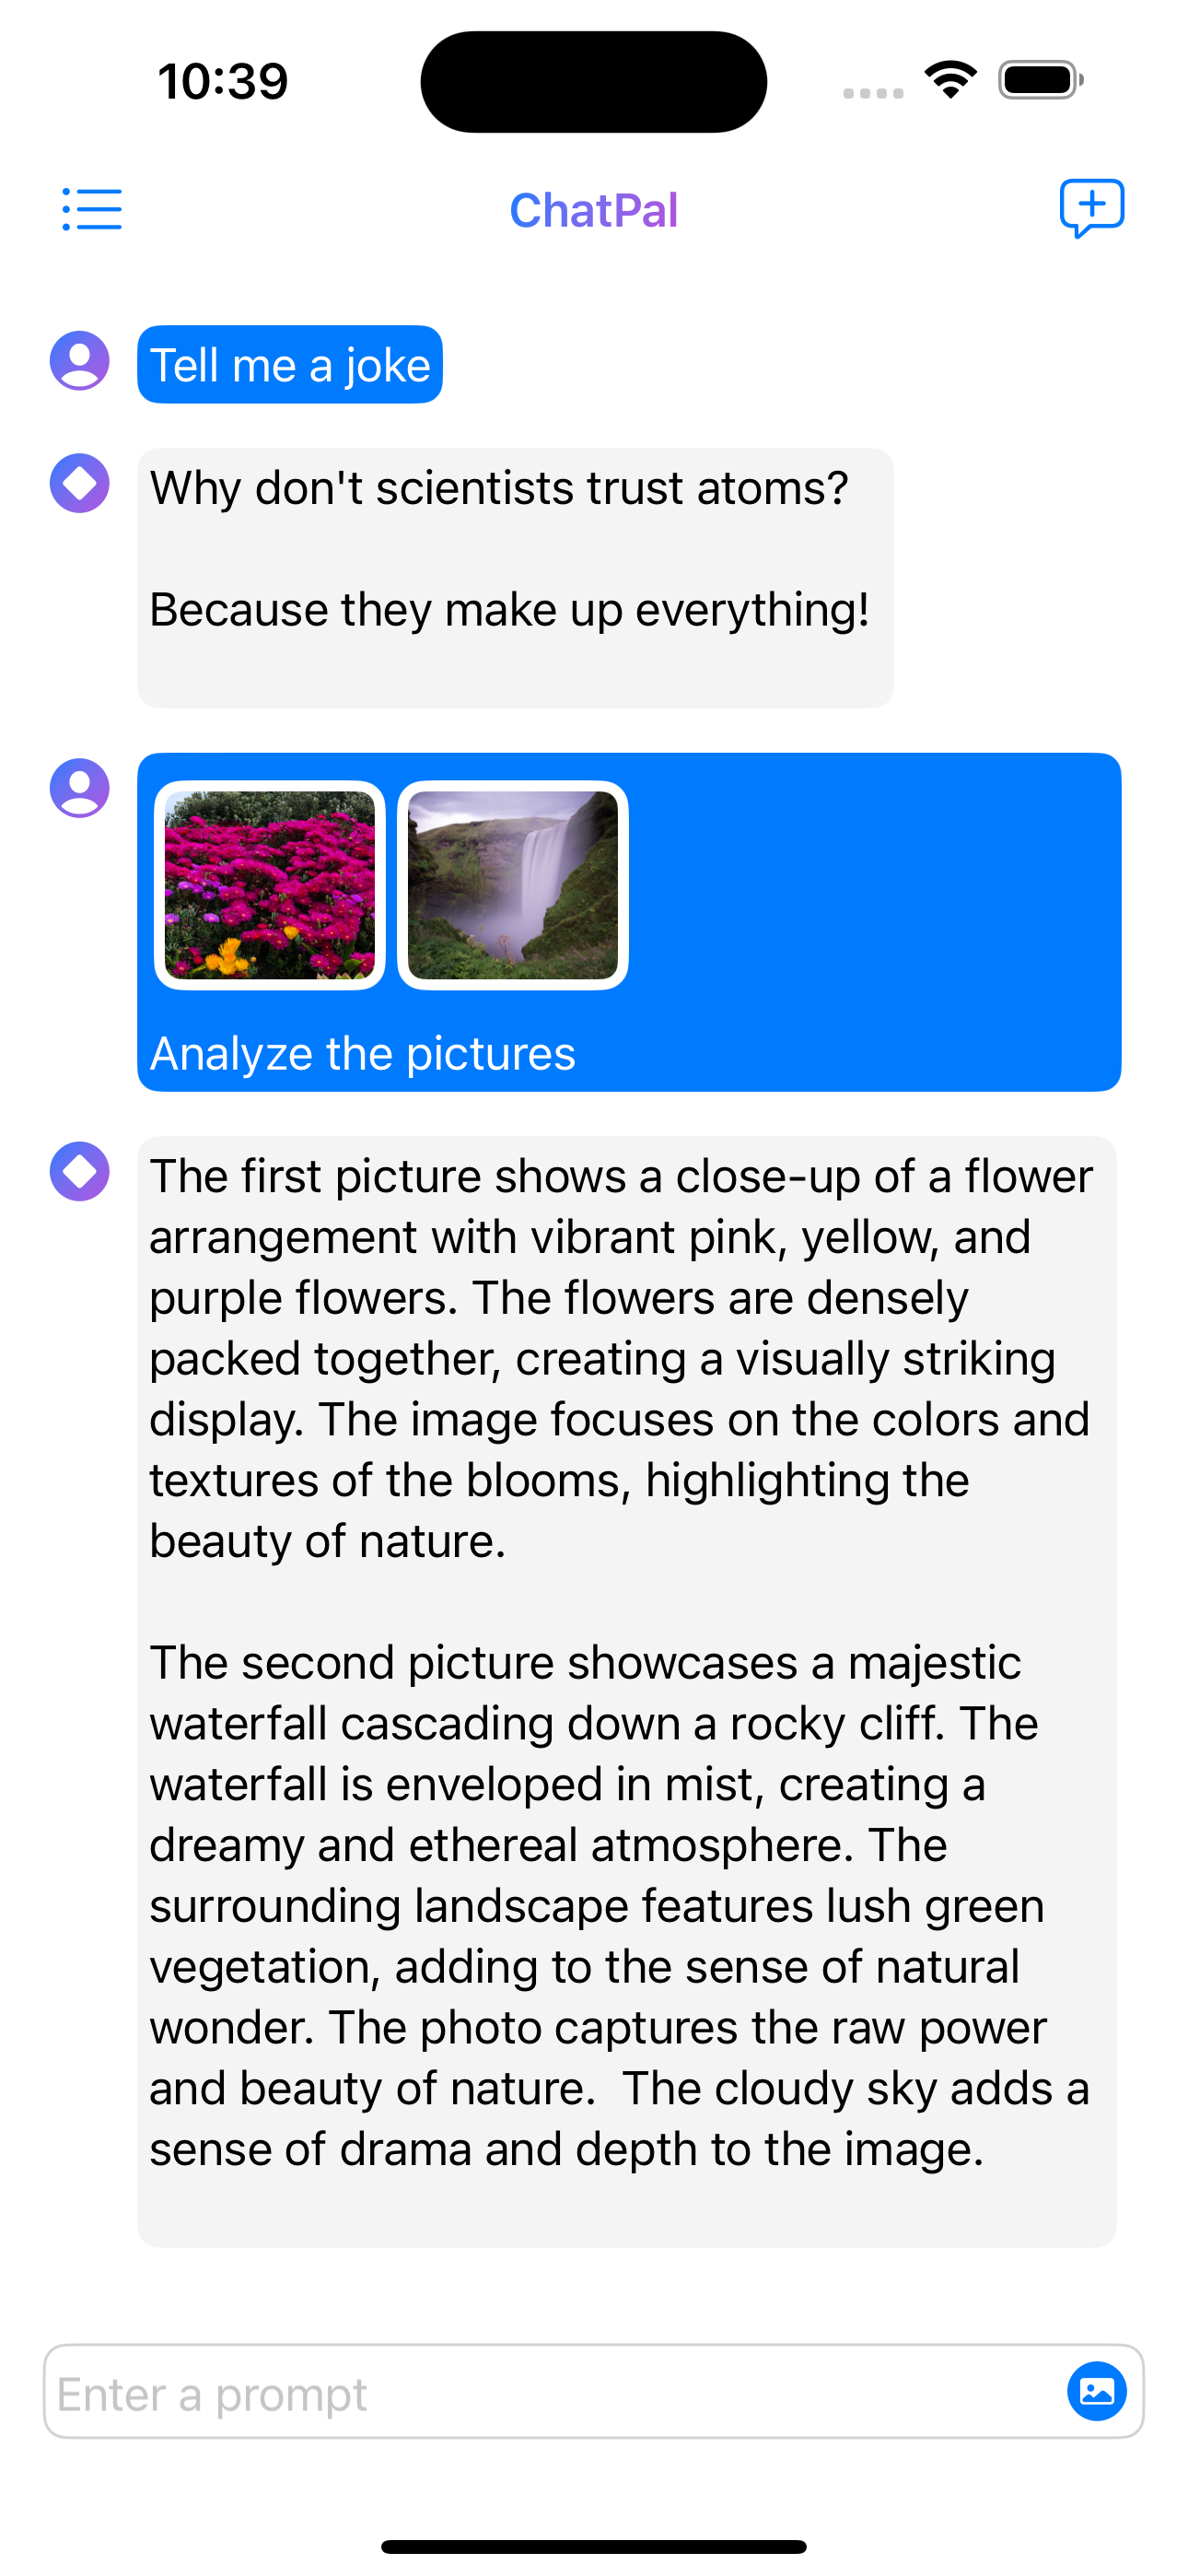 10:39
ChatPal
Tell me a joke
Why don't scientists trust atoms?
Because they make up everything!
Analyze the pictures
The first picture shows a close-up of a flower
arrangement with vibrant pink, yellow, and
purple flowers. The flowers are densely
packed together, creating a visually striking
display. The image focuses on the colors and
textures of the blooms, highlighting the
beauty of nature.
The second picture showcases a majestic
waterfall cascading down a rocky cliff. The
waterfall is enveloped in mist, creating a
dreamy and ethereal atmosphere. The
surrounding landscape features lush green
vegetation, adding to the sense of natural
wonder. The photo captures the raw power
and beauty of nature.  The cloudy sky adds a
sense of drama and depth to the image.
Enter a prompt